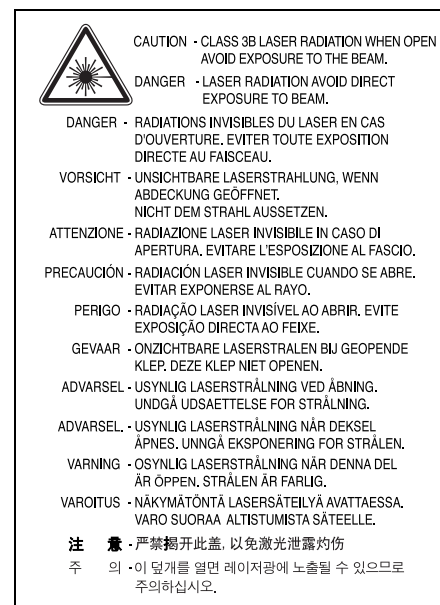 CAUTION - CLASS 3B LASER RADIATION WHEN OPEN
AVOID EXPOSURE TO THE BEAM.
DANGER - LASER RADIATION AVOID DIRECT
EXPOSURE TO BEAM.
DANGER - RADIATIONS INVISIBLES DU LASER EN CAS
D'OUVERTURE. EVITER TOUTE EXPOSITION
DIRECTE AU FAISCEAU.
VORSICHT - UNSICHTBARE LASERSTRAHLUNG, WENN
ABDECKUNG GEÖFFNET.
NICHT DEM STRAHL AUSSETZEN.
ATTENZIONE - RADIAZIONE LASER INVISIBILE IN CASO DI
APERTURA. EVITARE L'ESPOSIZIONE AL FASCIO.
PRECAUCIÓN - RADIACIÓN LASER INVISIBLE CUANDO SE ABRE.
EVITAR EXPONERSE AL RAYO.
PERIGO - RADIAÇÃO LASER INVISÍVEL AO ABRIR. EVITE
EXPOSIÇÃO DIRECTA AO FEIXE.
GEVAAR - ONZICHTBARE LASERSTRALEN BIJ GEOPENDE
KLEP. DEZE KLEP NIET OPENEN.
ADVARSEL - USYNLIG LASERSTRÅLNING VED ÅBNING.
UNDGÅ UDSAETTELSE FOR STRÅLNING.
ADVARSEL. - USYNLIG LASERSTRÅLNING NÅR DEKSEL
ÅPNES. UNNGÅ EKSPONERING FOR STRÅLEN.
VARNING - OSYNLIG LASERSTRÅLNING NÄR DENNA DEL
ÄR ÖPPEN. STRÅLEN ÄR FARLIG.
VAROITUS - NÄKYMÄTÖNTÄ LASERSÄTEILYÄ AVATTAESSA.
VARO SUORAA ALTISTUMISTA SÄTEELLE.
注 意 - 严禁揭开此盖, 以免激光泄露灼伤
주 의 - 이 덮개를 열면 레이저광에 노출될 수 있으므로
주의하십시오.